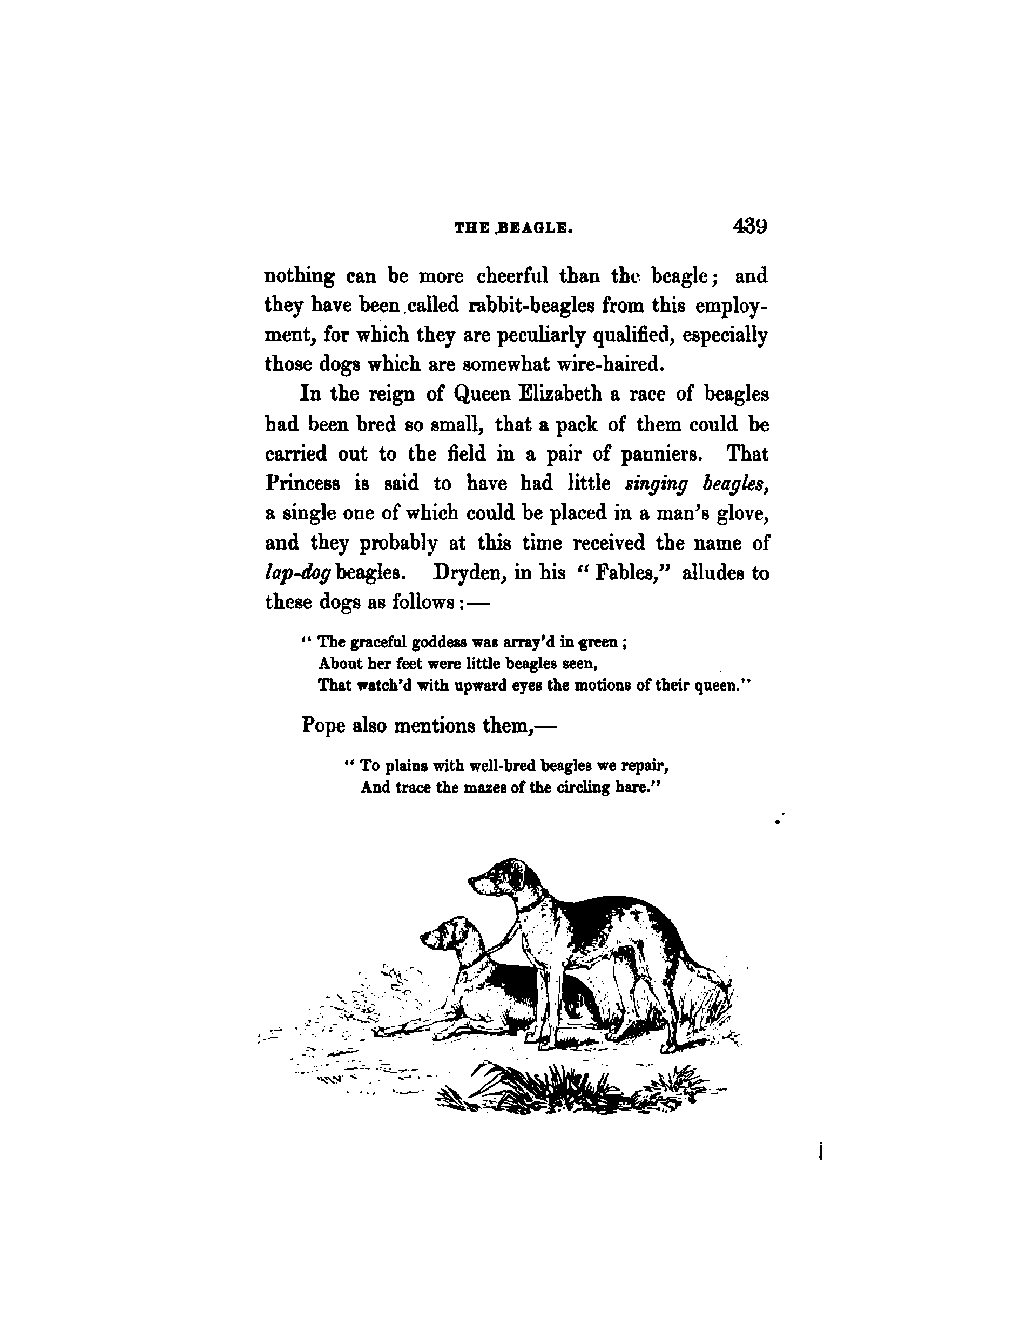 THE BEAGLE. 439
nothing can be more cheerful than the beagle; and
they have been called rabbit-beagles from this employ-
ment, for which they are peculiarly qualified, especially
those dogs which are somewhat wire-haired.
In the reign of Queen Elizabeth a race of beagles
had been bred so small, that a pack of them could be
carried out to the field in a pair of panniers. That
Princess is said to have had little singing beagles,
a single one of which could be placed in a man's glove,
and they probably at this time received the name of
lap-dog beagles. Dryden, in his “ Fables,” alludes to
these dogs as follows:—
“ The graceful goddess was array'd in green;
About her feet were little beagles seen,
That watch'd with upward eyes the motions of their queen.”
Pope also mentions them,—
“ To plains with well-bred beagles we repair,
And trace the mazes of the circling hare.”